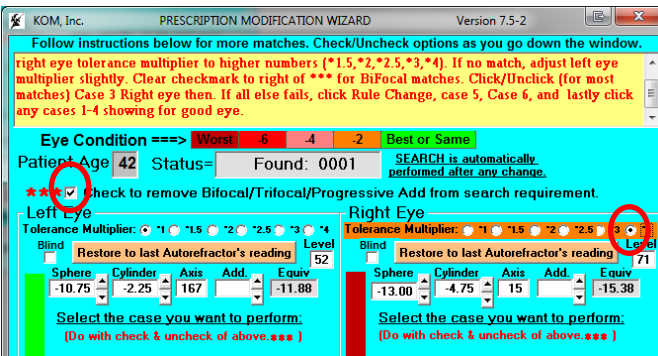 KOM, Inc. PRESCRIPTION MODIFICATION WIZARD Version 7.5-2
Follow instructions below for more matches. Check/Uncheck options as you go down the window.
right eye tolerance multiplier to higher numbers (*1.5,*2,*2.5,*3,*4). If no match, adjust left eye
multiplier slightly. Clear checkmark to right of *** for BiFocal matches. Click/Unclick (for most
matches) Case 3 Right eye then. If all else fails, click Rule Change, case 5, Case 6, and lastly click
any cases 1-4 showing for good eye.
Eye Condition ===> Worst -6 -4 -2 Best or Same
Patient Age 42 Status= Found: 0001 SEARCH is automatically
performed after any change.
*** Check to remove Bifocal/Trifocal/Progressive Add from search requirement.
Left Eye Right Eye
Tolerance Multiplier: *1 *1.5 *2 *2.5 *3 *4 Tolerance Multiplier: *1 *1.5 *2 *2.5 *3
Blind Restore to last Autorefractor's reading Level Blind Restore to last Autorefractor's reading Level
52 71
Sphere Cylinder Axis Add. Equiv Sphere Cylinder Axis Add. Equiv
-10.75 -2.25 167 -11.88 -13.00 -4.75 15 -15.38
Select the case you want to perform: Select the case you want to perform:
(Do with check & uncheck of above.*** ) (Do with check & uncheck of above.*** )